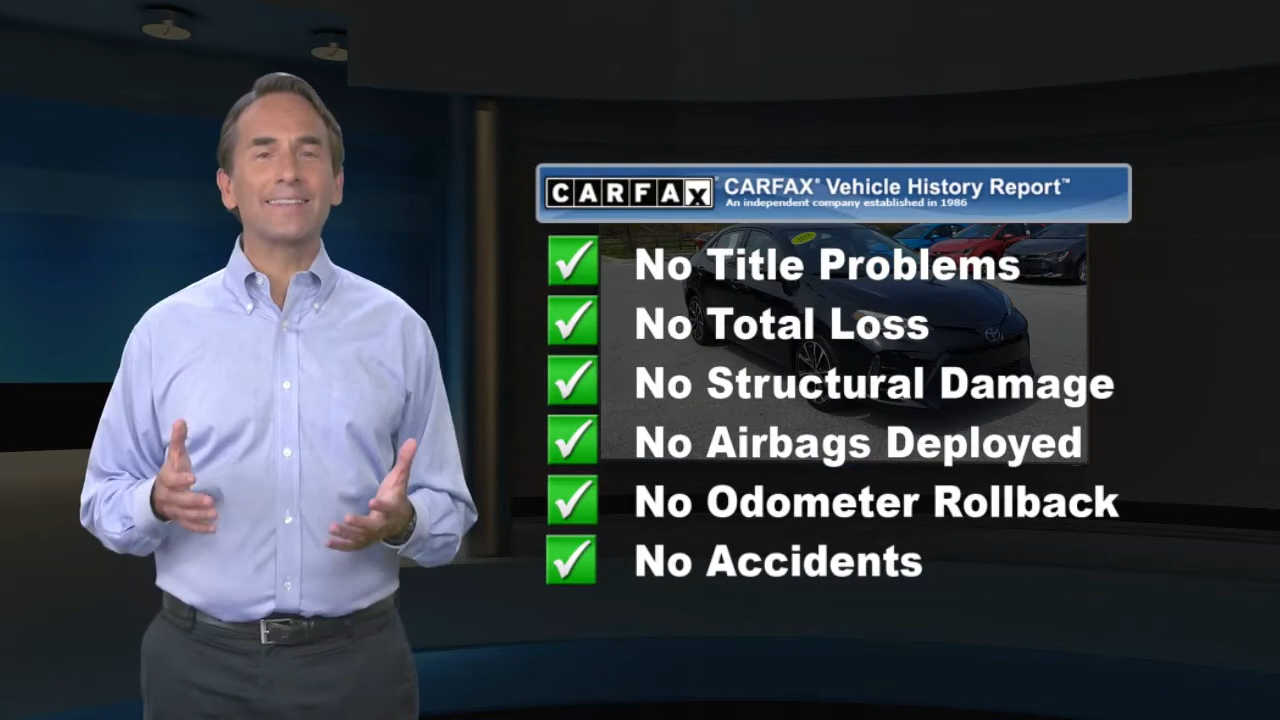 CARFAX® CARFAX® Vehicle History Report™
An independent company established in 1986
No Title Problems
No Total Loss
No Structural Damage
No Airbags Deployed
No Odometer Rollback
No Accidents